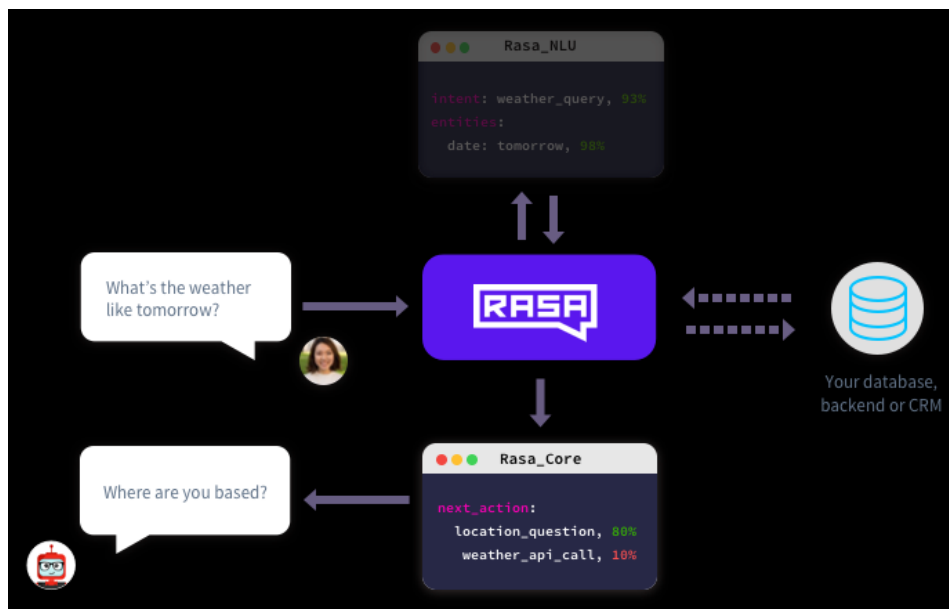 Rasa_NLU
intent: weather_query, 93%
entities:
date: tomorrow, 98%
What's the weather
like tomorrow?
RASA
Your database,
backend or CRM
Rasa_Core
next_action:
location_question, 80%
weather_api_call, 10%
Where are you based?